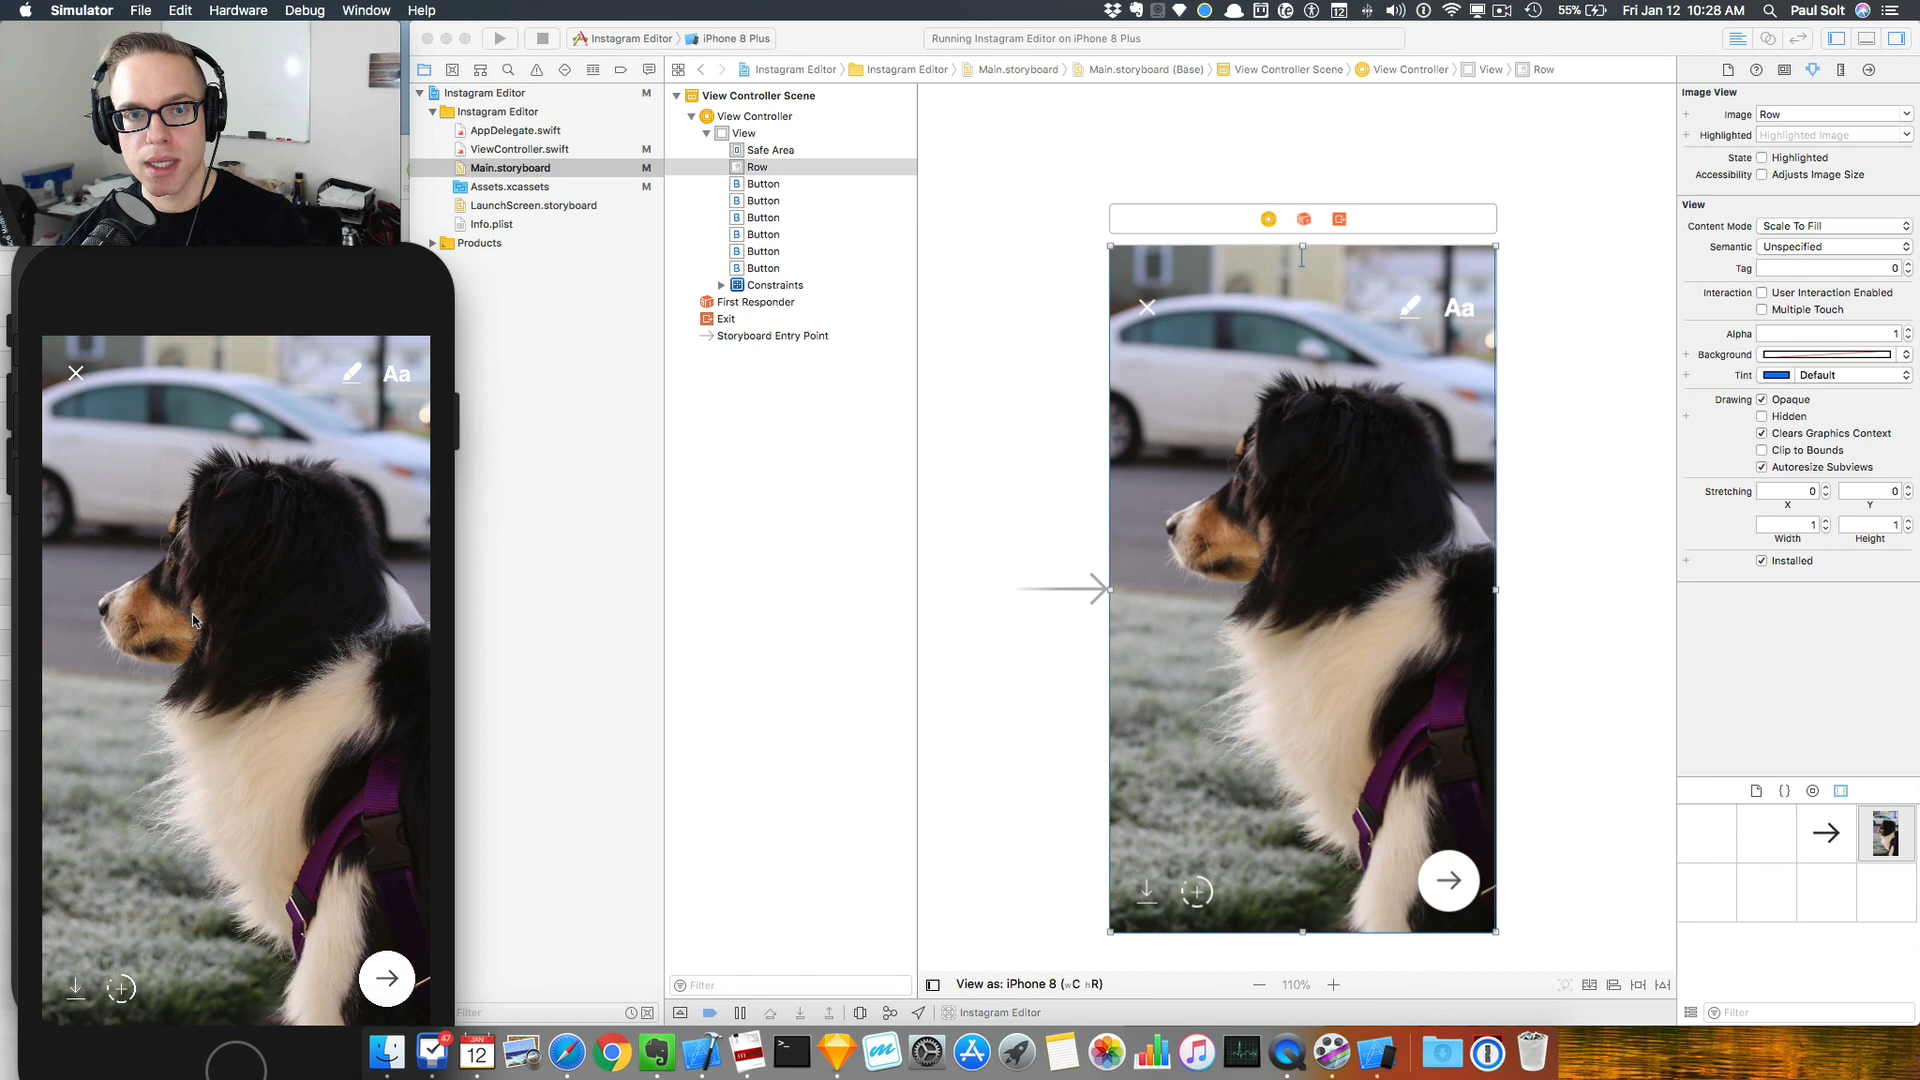 Simulator File Edit Hardware Debug Window Help
55% Fri Jan 12 10:28 AM Paul Solt
Instagram Editor iPhone 8 Plus
Running Instagram Editor on iPhone 8 Plus
Instagram Editor Instagram Editor Main.storyboard Main.storyboard (Base) View Controller Scene View Controller View Row
Instagram Editor M
Instagram Editor
AppDelegate.swift
ViewController.swift M
Main.storyboard M
Assets.xcassets M
LaunchScreen.storyboard
Info.plist
Products
View Controller Scene
View Controller
View
Safe Area
Row
B Button
B Button
B Button
B Button
B Button
B Button
Constraints
First Responder
Exit
Storyboard Entry Point
Aa
Aa
Image View
Image Row
Highlighted Highlighted Image
State Highlighted
Accessibility Adjusts Image Size
View
Content Mode Scale To Fill
Semantic Unspecified
Tag 0
Interaction User Interaction Enabled
Multiple Touch
Alpha 1
Background
Tint Default
Drawing Opaque
Hidden
Clears Graphics Context
Clip to Bounds
Autoresize Subviews
Stretching 0 0
X Y
1 1
Width Height
Installed
Filter
View as: iPhone 8 (wC hR)
110%
Filter
Instagram Editor
Filter
47
JAN
12